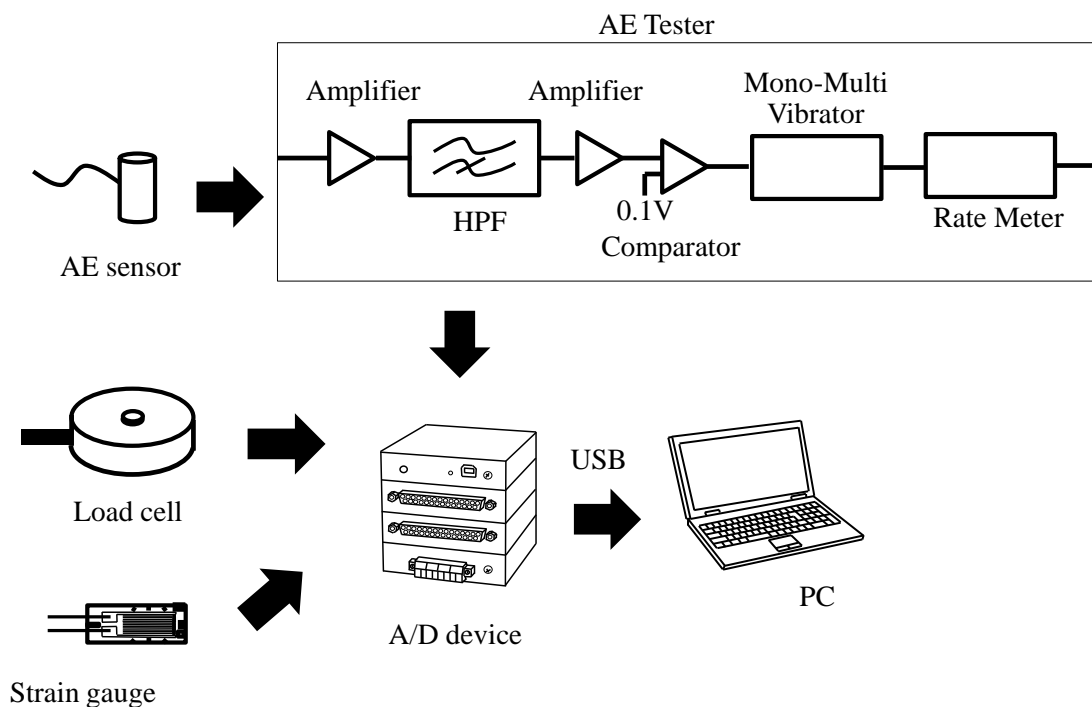 AE Tester
Amplifier
Amplifier
Mono-Multi
Vibrator
0.1V
HPF
Comparator
Rate Meter
AE sensor
Load cell
USB
PC
A/D device
Strain gauge